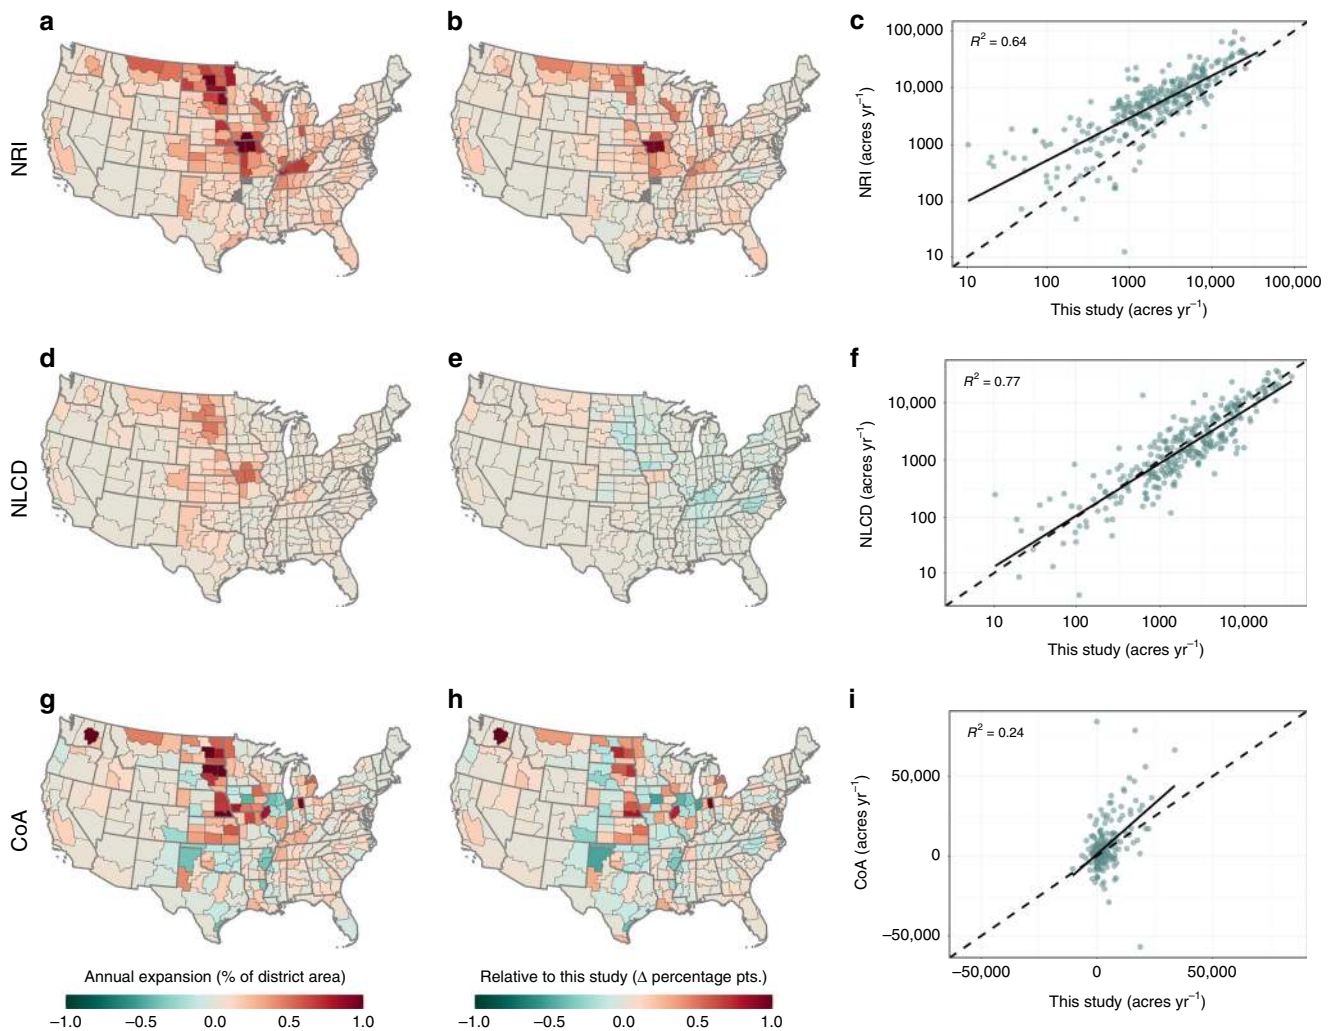 a
b
c
NRI
R² = 0.64
NRI (acres yr⁻¹)
100,000
10,000
1000
100
10
10
100
1000
10,000
100,000
This study (acres yr⁻¹)
d
e
f
NLCD
R² = 0.77
NLCD (acres yr⁻¹)
10,000
1000
100
10
10
100
1000
10,000
This study (acres yr⁻¹)
g
h
i
CoA
R² = 0.24
CoA (acres yr⁻¹)
50,000
0
−50,000
−50,000
0
50,000
This study (acres yr⁻¹)
Annual expansion (% of district area)
−1.0
−0.5
0.0
0.5
1.0
Relative to this study (Δ percentage pts.)
−1.0
−0.5
0.0
0.5
1.0